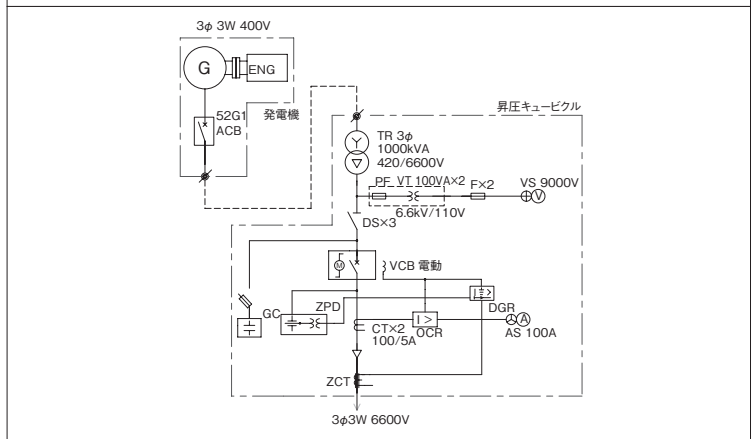 3φ 3W 400V
G
ENG
52G1
ACB
発電機
昇圧キュービクル
Y
TR 3φ
1000kVA
420/6600V
△
PF VT 100VA×2
F×2
VS 9000V
V
6.6kV/110V
DS×3
M
VCB 電動
GC
ZPD
DGR
I >
CT×2
100/5A
I >
OCR
A
AS 100A
ZCT
3φ3W 6600V